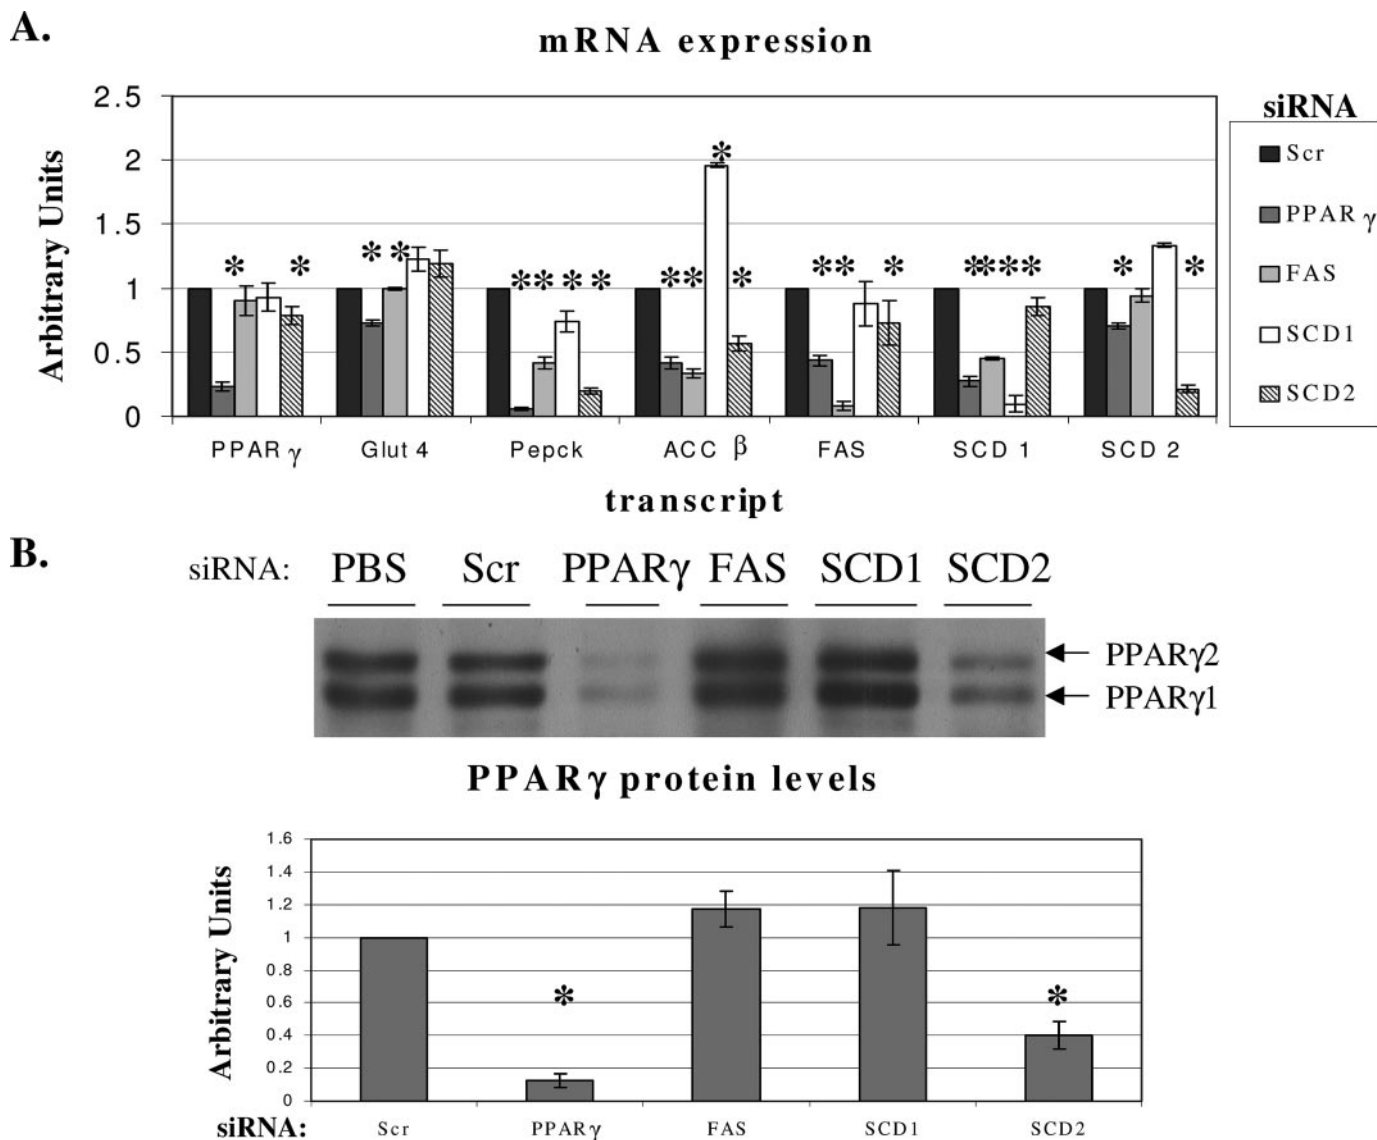 A.
mRNA expression
2.5
2
1.5
1
0.5
0
Arbitrary Units
* * * * * * * * * * * * * * * * * * * * *
PPAR γ Glut 4 Pepck ACC β FAS SCD 1 SCD 2
transcript
siRNA
Scr
PPAR γ
FAS
SCD1
SCD2
B.
siRNA: PBS Scr PPARγ FAS SCD1 SCD2
PPARγ2
PPARγ1
PPARγ protein levels
1.6
1.4
1.2
1
0.8
0.6
0.4
0.2
0
Arbitrary Units
* *
siRNA: Scr PPARγ FAS SCD1 SCD2